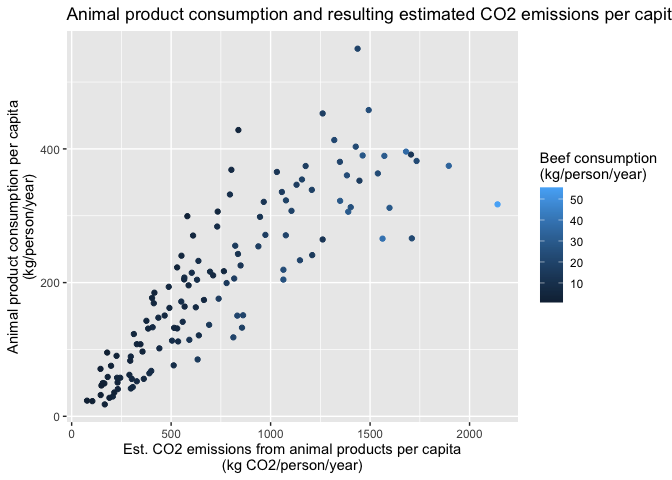 Animal product consumption and resulting estimated CO2 emissions per capit
Animal product consumption per capita
(kg/person/year)
400
200
0
0
500
1000
1500
2000
Est. CO2 emissions from animal products per capita
(kg CO2/person/year)
Beef consumption
(kg/person/year)
50
40
30
20
10